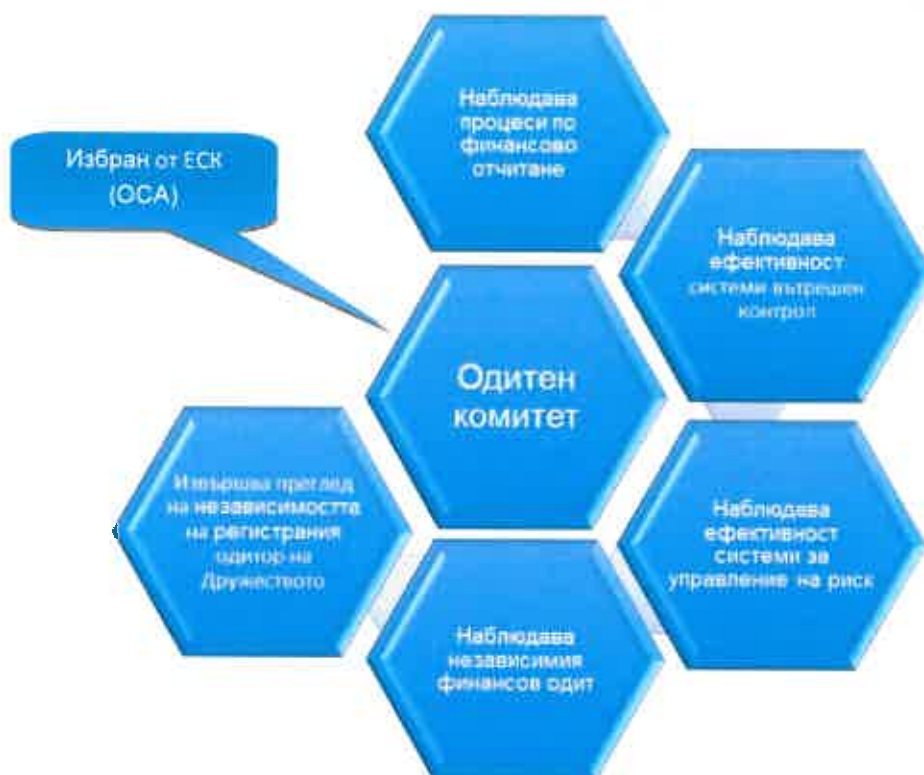 Наблюдава
процеси по
финансово
отчитане
Избран от ЕСК
(ОСА)
Наблюдава
ефективност
системи вътрешен
контрол
Одитен
комитет
Извършва преглед
на независимостта
на регистрания
одитор на
Дружеството
Наблюдава
ефективност
системи за
управление на риск
Наблюдава
независимия
финансов одит